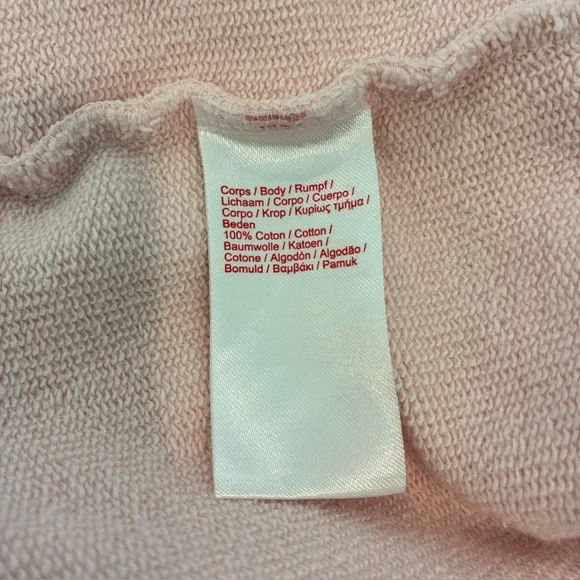 Corps / Body / Rumpf /
Lichaam / Corpo / Cuerpo /
Corpo / Krop / Κυρίως τμήμα /
Beden
100% Coton / Cotton /
Baumwolle / Katoen /
Cotone / Algodón / Algodão /
Bomuld / Βαμβάκι / Pamuk